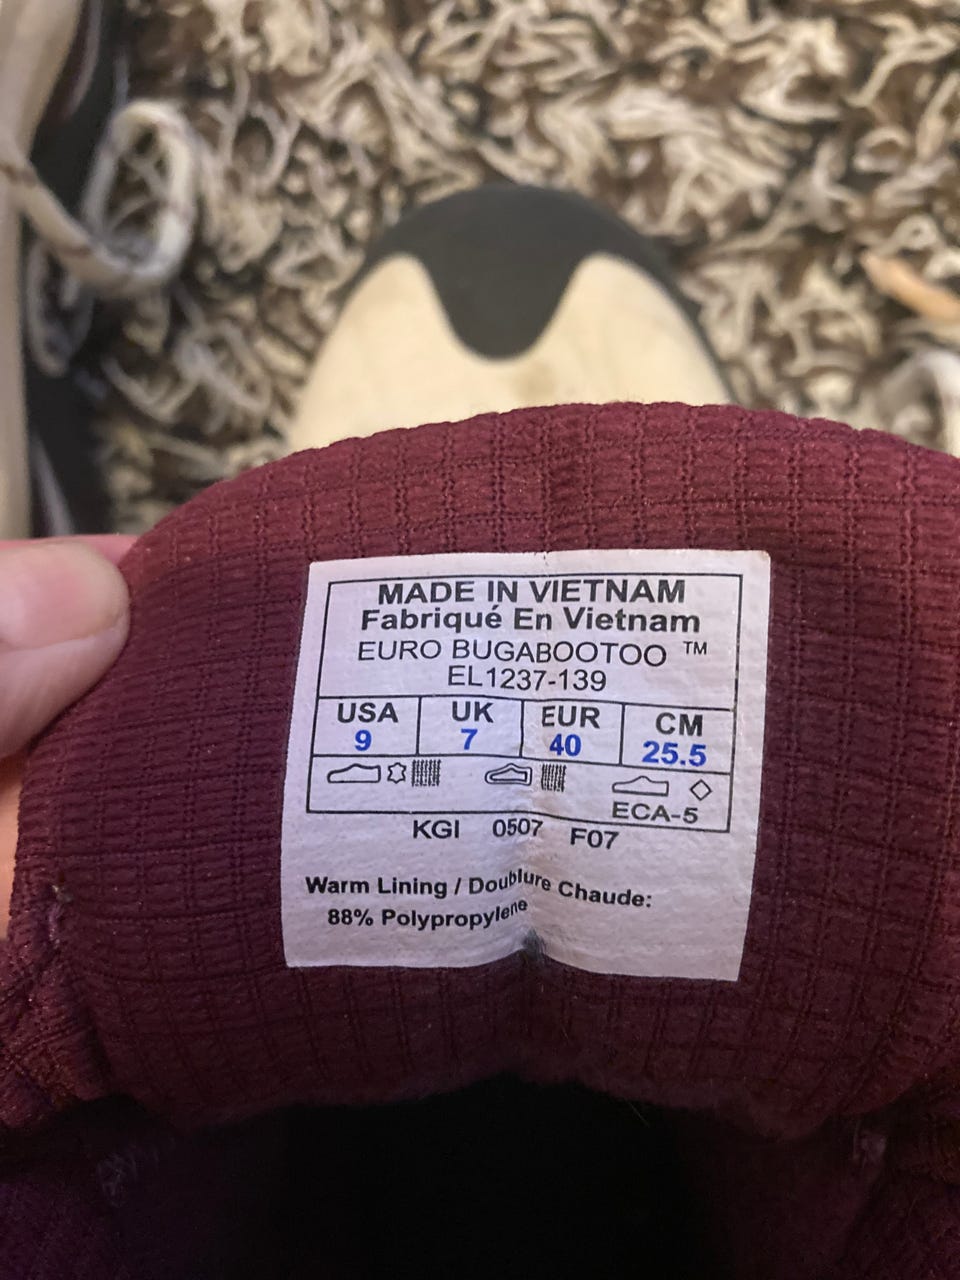 MADE IN VIETNAM
Fabriqué En Vietnam
EURO BUGABOOTOO ™
EL1237-139
USA UK EUR CM
9 7 40 25.5
ECA-5
KGI 0507 F07
Warm Lining / Doublure Chaude:
88% Polypropylene